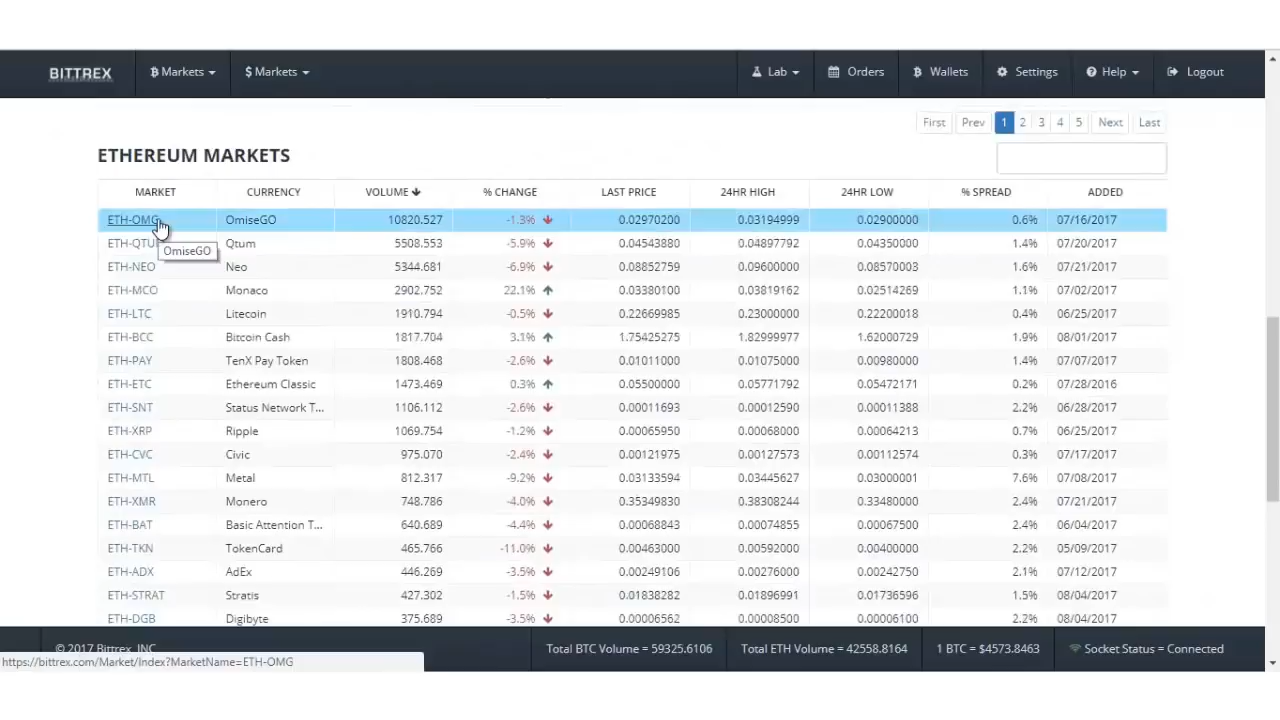 BITTREX Markets $ Markets Lab Orders Wallets Settings Help Logout
First Prev 1 2 3 4 5 Next Last
ETHEREUM MARKETS
MARKET CURRENCY VOLUME % CHANGE LAST PRICE 24HR HIGH 24HR LOW % SPREAD ADDED
ETH-OMG OmiseGO 10820.527 -1.3% 0.02970200 0.03194999 0.02900000 0.6% 07/16/2017
ETH-QTU Qtum 5508.553 -5.9% 0.04543880 0.04897792 0.04350000 1.4% 07/20/2017
OmiseGO
ETH-NEO Neo 5344.681 -6.9% 0.08852759 0.09600000 0.08570003 1.6% 07/21/2017
ETH-MCO Monaco 2902.752 22.1% 0.03380100 0.03819162 0.02514269 1.1% 07/02/2017
ETH-LTC Litecoin 1910.794 -0.5% 0.22669985 0.23000000 0.22200018 0.4% 06/25/2017
ETH-BCC Bitcoin Cash 1817.704 3.1% 1.75425275 1.82999977 1.62000729 1.9% 08/01/2017
ETH-PAY TenX Pay Token 1808.468 -2.6% 0.01011000 0.01075000 0.00980000 1.4% 07/07/2017
ETH-ETC Ethereum Classic 1473.469 0.3% 0.05500000 0.05771792 0.05472171 0.2% 07/28/2016
ETH-SNT Status Network T... 1106.112 -2.6% 0.00011693 0.00012590 0.00011388 2.2% 06/28/2017
ETH-XRP Ripple 1069.754 -1.2% 0.00065950 0.00068000 0.00064213 0.7% 06/25/2017
ETH-CVC Civic 975.070 -2.4% 0.00121975 0.00127573 0.00112574 0.3% 07/17/2017
ETH-MTL Metal 812.317 -9.2% 0.03133594 0.03445627 0.03000001 7.6% 07/08/2017
ETH-XMR Monero 748.786 -4.0% 0.35349830 0.38308244 0.33480000 2.4% 07/21/2017
ETH-BAT Basic Attention T... 640.689 -4.4% 0.00068843 0.00074855 0.00067500 2.4% 06/04/2017
ETH-TKN TokenCard 465.766 -11.0% 0.00463000 0.00592000 0.00400000 2.2% 05/09/2017
ETH-ADX AdEx 446.269 -3.5% 0.00249106 0.00276000 0.00242750 2.1% 07/12/2017
ETH-STRAT Stratis 427.302 -1.5% 0.01838282 0.01896991 0.01736596 1.5% 08/04/2017
ETH-DGB Digibyte 375.689 -3.5% 0.00006562 0.00008500 0.00006100 2.2% 08/04/2017
© 2017 Bittrex, INC Total BTC Volume = 59325.6106 Total ETH Volume = 42558.8164 1 BTC = $4573.8463 Socket Status = Connected
https://bittrex.com/Market/Index?MarketName=ETH-OMG